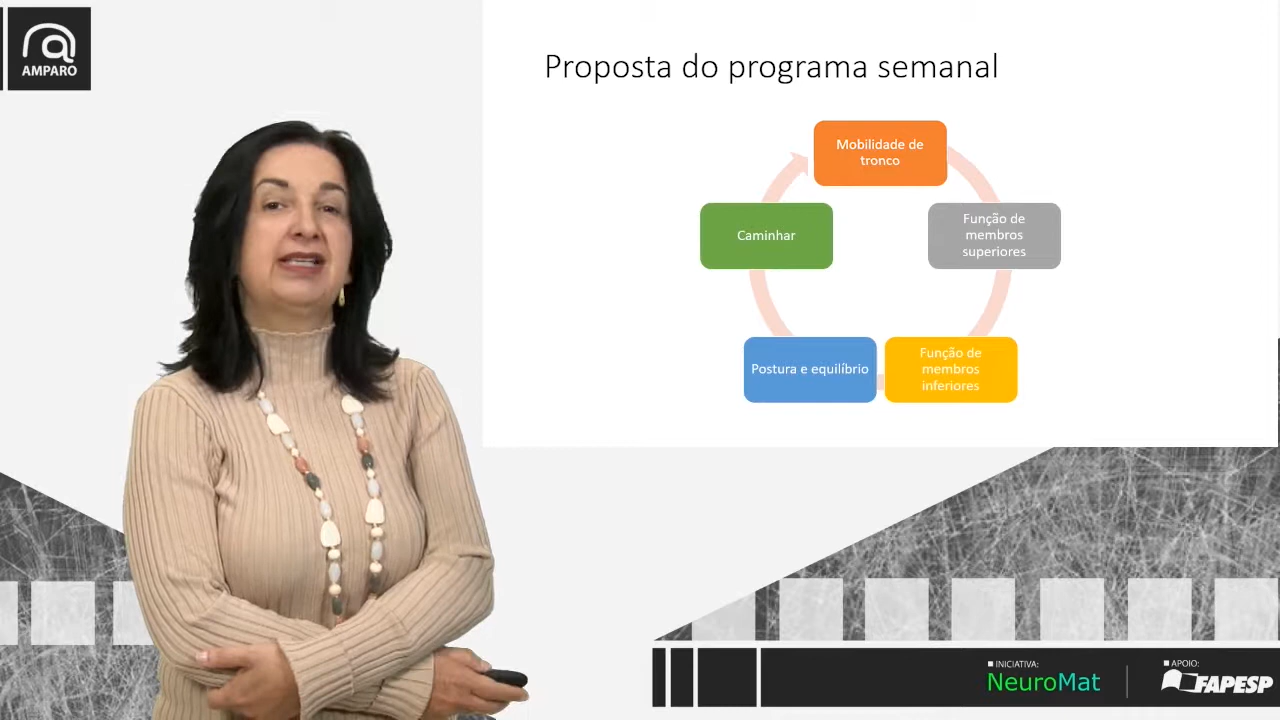 AMPARO
Proposta do programa semanal
Mobilidade de
tronco
Caminhar
Função de
membros
superiores
Postura e equilíbrio
Função de
membros
inferiores
INICIATIVA:
NeuroMat
APOIO:
FAPESP